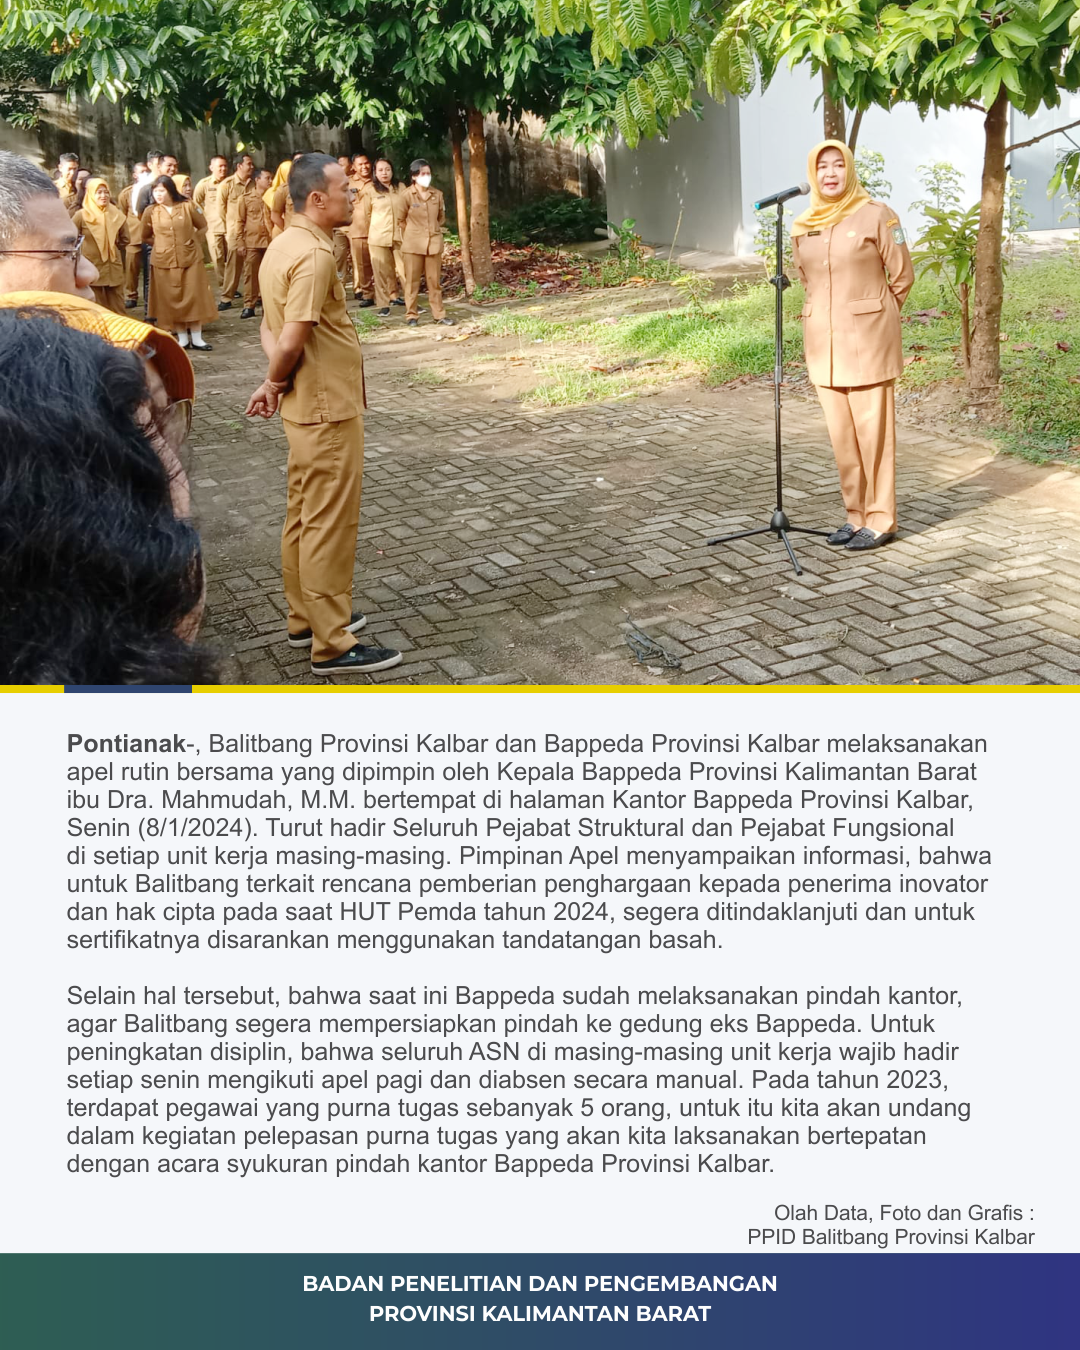 Pontianak-, Balitbang Provinsi Kalbar dan Bappeda Provinsi Kalbar melaksanakan
apel rutin bersama yang dipimpin oleh Kepala Bappeda Provinsi Kalimantan Barat
ibu Dra. Mahmudah, M.M. bertempat di halaman Kantor Bappeda Provinsi Kalbar,
Senin (8/1/2024). Turut hadir Seluruh Pejabat Struktural dan Pejabat Fungsional
di setiap unit kerja masing-masing. Pimpinan Apel menyampaikan informasi, bahwa
untuk Balitbang terkait rencana pemberian penghargaan kepada penerima inovator
dan hak cipta pada saat HUT Pemda tahun 2024, segera ditindaklanjuti dan untuk
sertifikatnya disarankan menggunakan tandatangan basah.
Selain hal tersebut, bahwa saat ini Bappeda sudah melaksanakan pindah kantor,
agar Balitbang segera mempersiapkan pindah ke gedung eks Bappeda. Untuk
peningkatan disiplin, bahwa seluruh ASN di masing-masing unit kerja wajib hadir
setiap senin mengikuti apel pagi dan diabsen secara manual. Pada tahun 2023,
terdapat pegawai yang purna tugas sebanyak 5 orang, untuk itu kita akan undang
dalam kegiatan pelepasan purna tugas yang akan kita laksanakan bertepatan
dengan acara syukuran pindah kantor Bappeda Provinsi Kalbar.
Olah Data, Foto dan Grafis :
PPID Balitbang Provinsi Kalbar
BADAN PENELITIAN DAN PENGEMBANGAN
PROVINSI KALIMANTAN BARAT